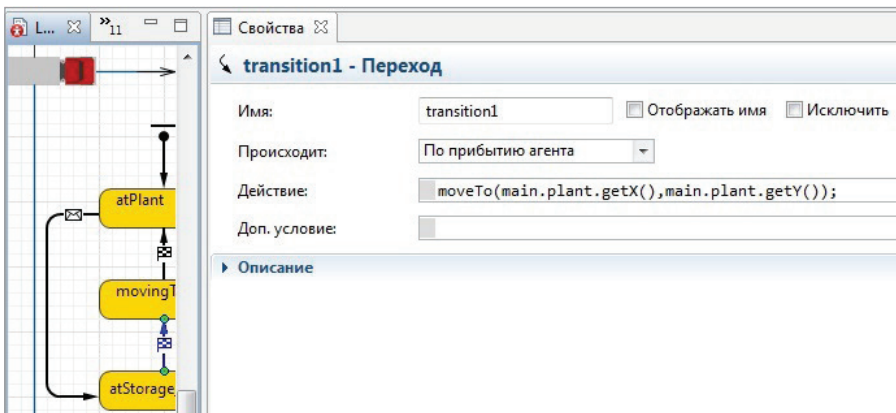 L... »11
Свойства
transition1 - Переход
Имя: transition1 Отображать имя Исключить
Происходит: По прибытию агента
Действие: moveTo(main.plant.getX(),main.plant.getY());
Доп. условие:
Описание
atPlant
movingT
atStorage